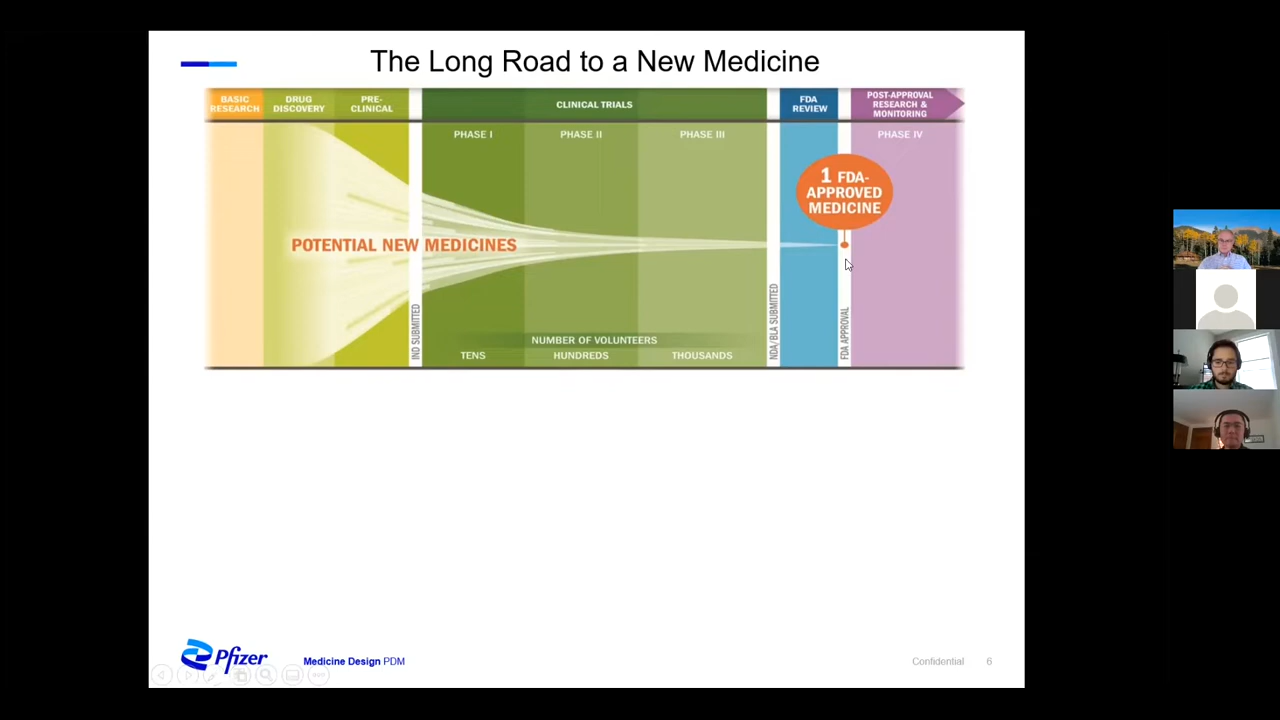 The Long Road to a New Medicine
BASIC
RESEARCH
DRUG
DISCOVERY
PRE-
CLINICAL
CLINICAL TRIALS
FDA
REVIEW
POST-APPROVAL
RESEARCH &
MONITORING
PHASE I
PHASE II
PHASE III
PHASE IV
1 FDA-
APPROVED
MEDICINE
POTENTIAL NEW MEDICINES
IND SUBMITTED
NDA/BLA SUBMITTED
FDA APPROVAL
NUMBER OF VOLUNTEERS
TENS
HUNDREDS
THOUSANDS
Pfizer
Medicine Design PDM
Confidential
6